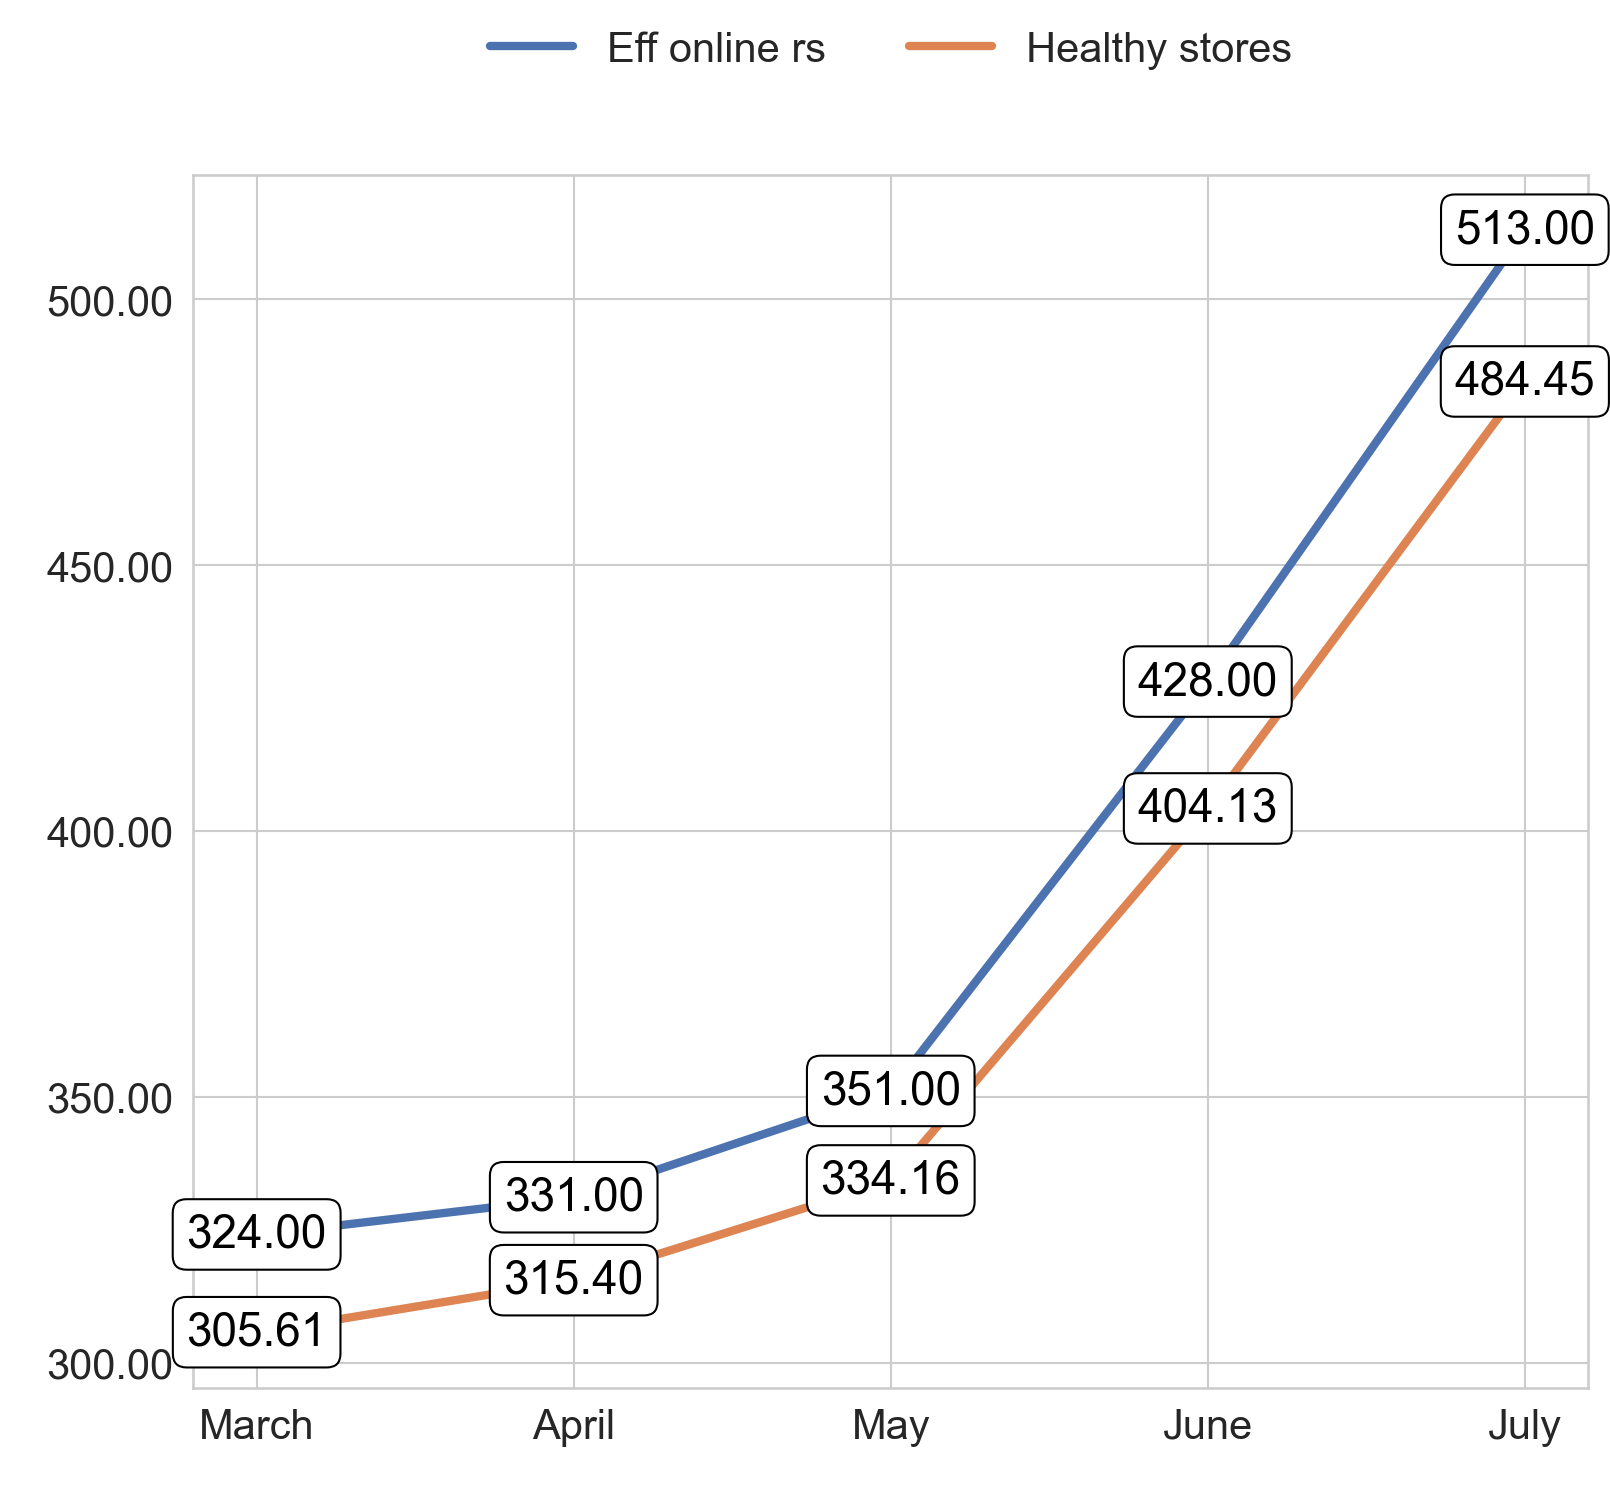 Eff online rs
Healthy stores
513.00
500.00
484.45
450.00
428.00
404.13
400.00
351.00
350.00
334.16
331.00
324.00
315.40
305.61
300.00
March
April
May
June
July